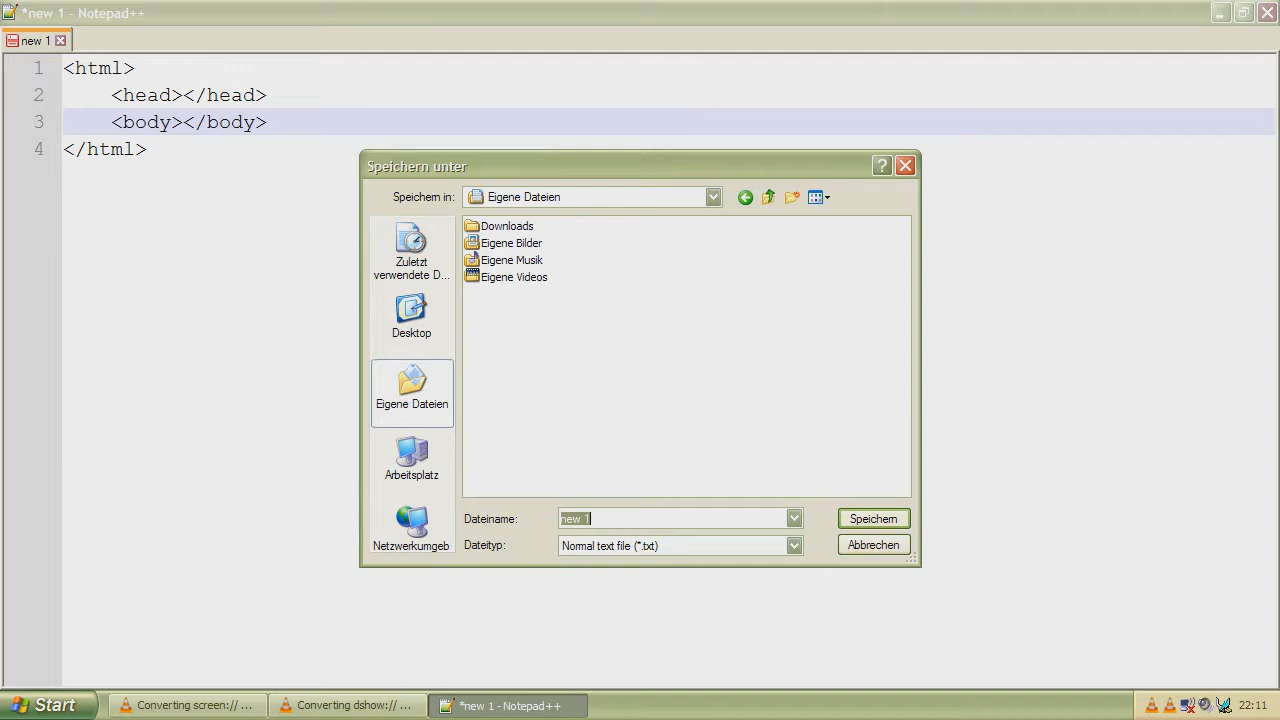 *new 1 - Notepad++
new 1
1 <html>
2 <head></head>
3 <body></body>
4 </html>
Speichern unter
Speichern in: Eigene Dateien
Zuletzt
verwendete D...
Desktop
Eigene Dateien
Arbeitsplatz
Netzwerkumgeb
Downloads
Eigene Bilder
Eigene Musik
Eigene Videos
Dateiname: new 1 Speichern
Dateityp: Normal text file (*.txt) Abbrechen
Start Converting screen:// ... Converting dshow:// ... *new 1 - Notepad++ 22:11